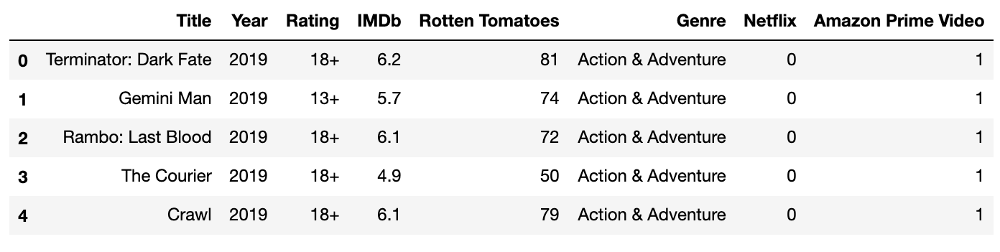 Title Year Rating IMDb Rotten Tomatoes Genre Netflix Amazon Prime Video
0 Terminator: Dark Fate 2019 18+ 6.2 81 Action & Adventure 0 1
1 Gemini Man 2019 13+ 5.7 74 Action & Adventure 0 1
2 Rambo: Last Blood 2019 18+ 6.1 72 Action & Adventure 0 1
3 The Courier 2019 18+ 4.9 50 Action & Adventure 0 1
4 Crawl 2019 18+ 6.1 79 Action & Adventure 0 1